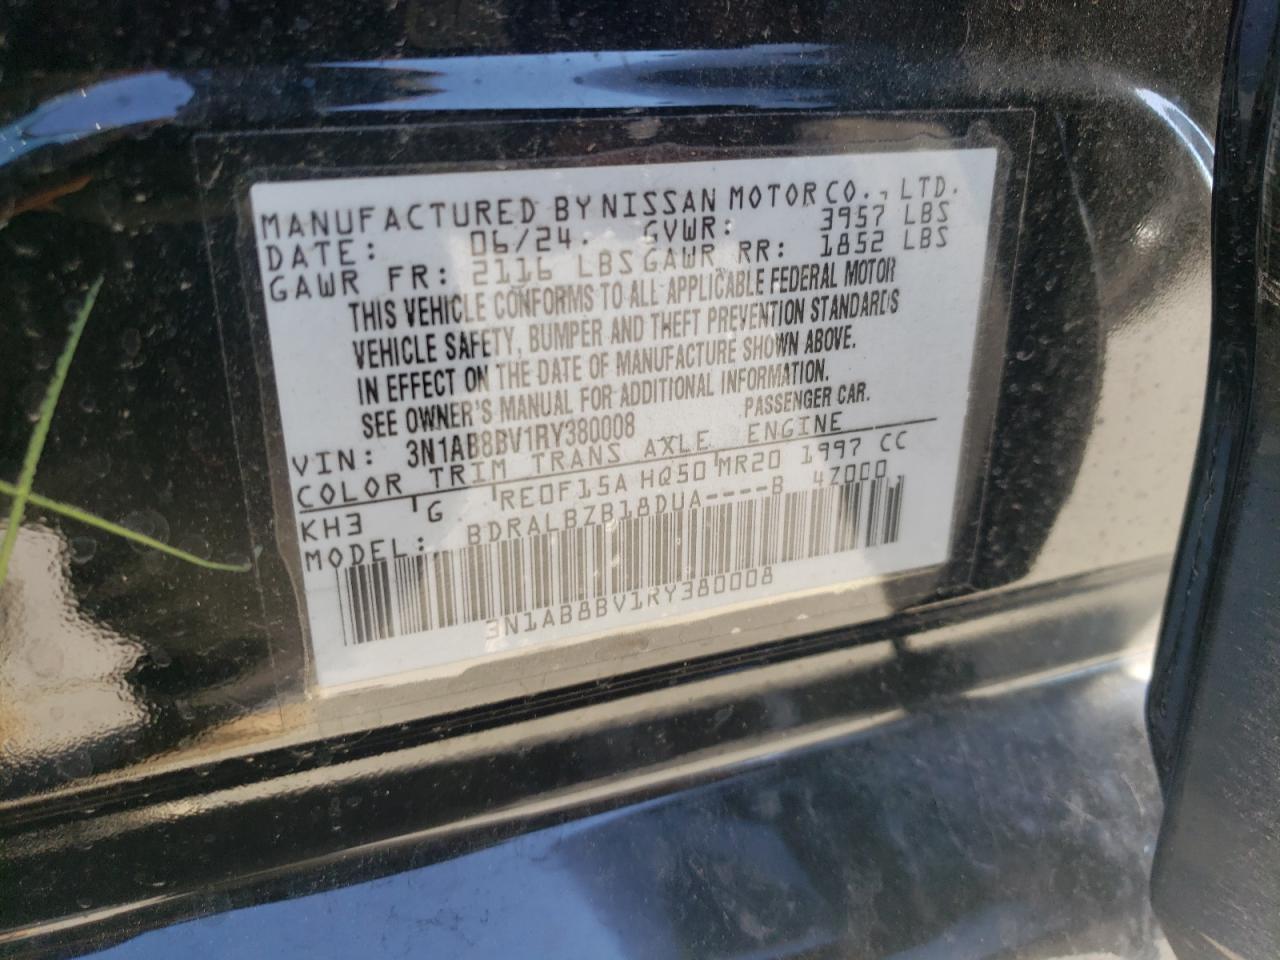 MANUFACTURED BY NISSAN MOTOR CO., LTD.
DATE: 06/24. GVWR: 3957 LBS
GAWR FR: 2116 LBS GAWR RR: 1852 LBS
THIS VEHICLE CONFORMS TO ALL APPLICABLE FEDERAL MOTOR
VEHICLE SAFETY, BUMPER AND THEFT PREVENTION STANDARDS
IN EFFECT ON THE DATE OF MANUFACTURE SHOWN ABOVE.
SEE OWNER'S MANUAL FOR ADDITIONAL INFORMATION.
VIN: 3N1AB8BV1RY380008 PASSENGER CAR.
COLOR TRIM TRANS AXLE ENGINE
KH3 G RE0F15A HQ50 MR20 1997 CC
MODEL: BDRALBZB18DUA----B 4Z000
3N1AB8BV1RY380008